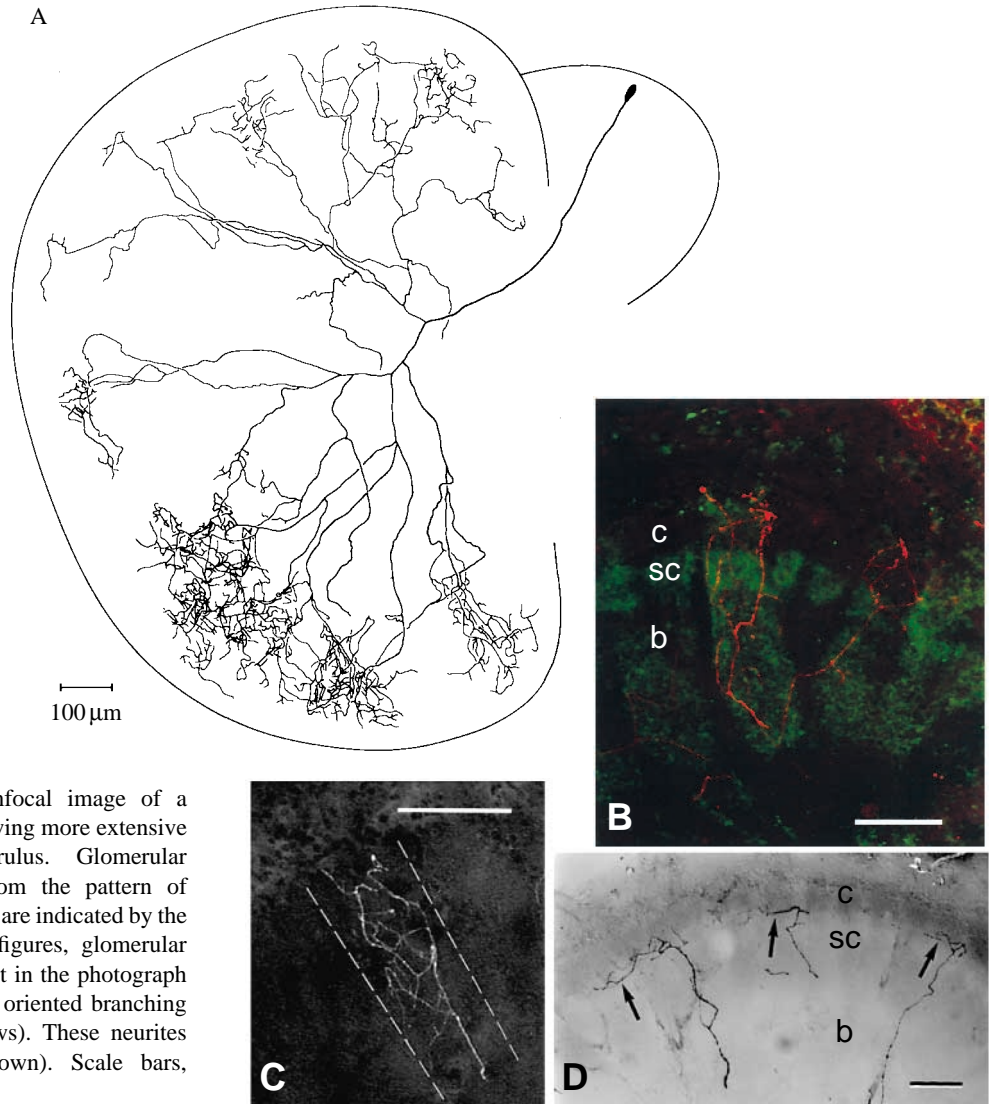 A
100 µm
c
sc
b
B
nfocal image of a
ving more extensive
rulus. Glomerular
om the pattern of
are indicated by the
figures, glomerular
t in the photograph
oriented branching
ws). These neurites
own). Scale bars,
C
c
sc
b
D